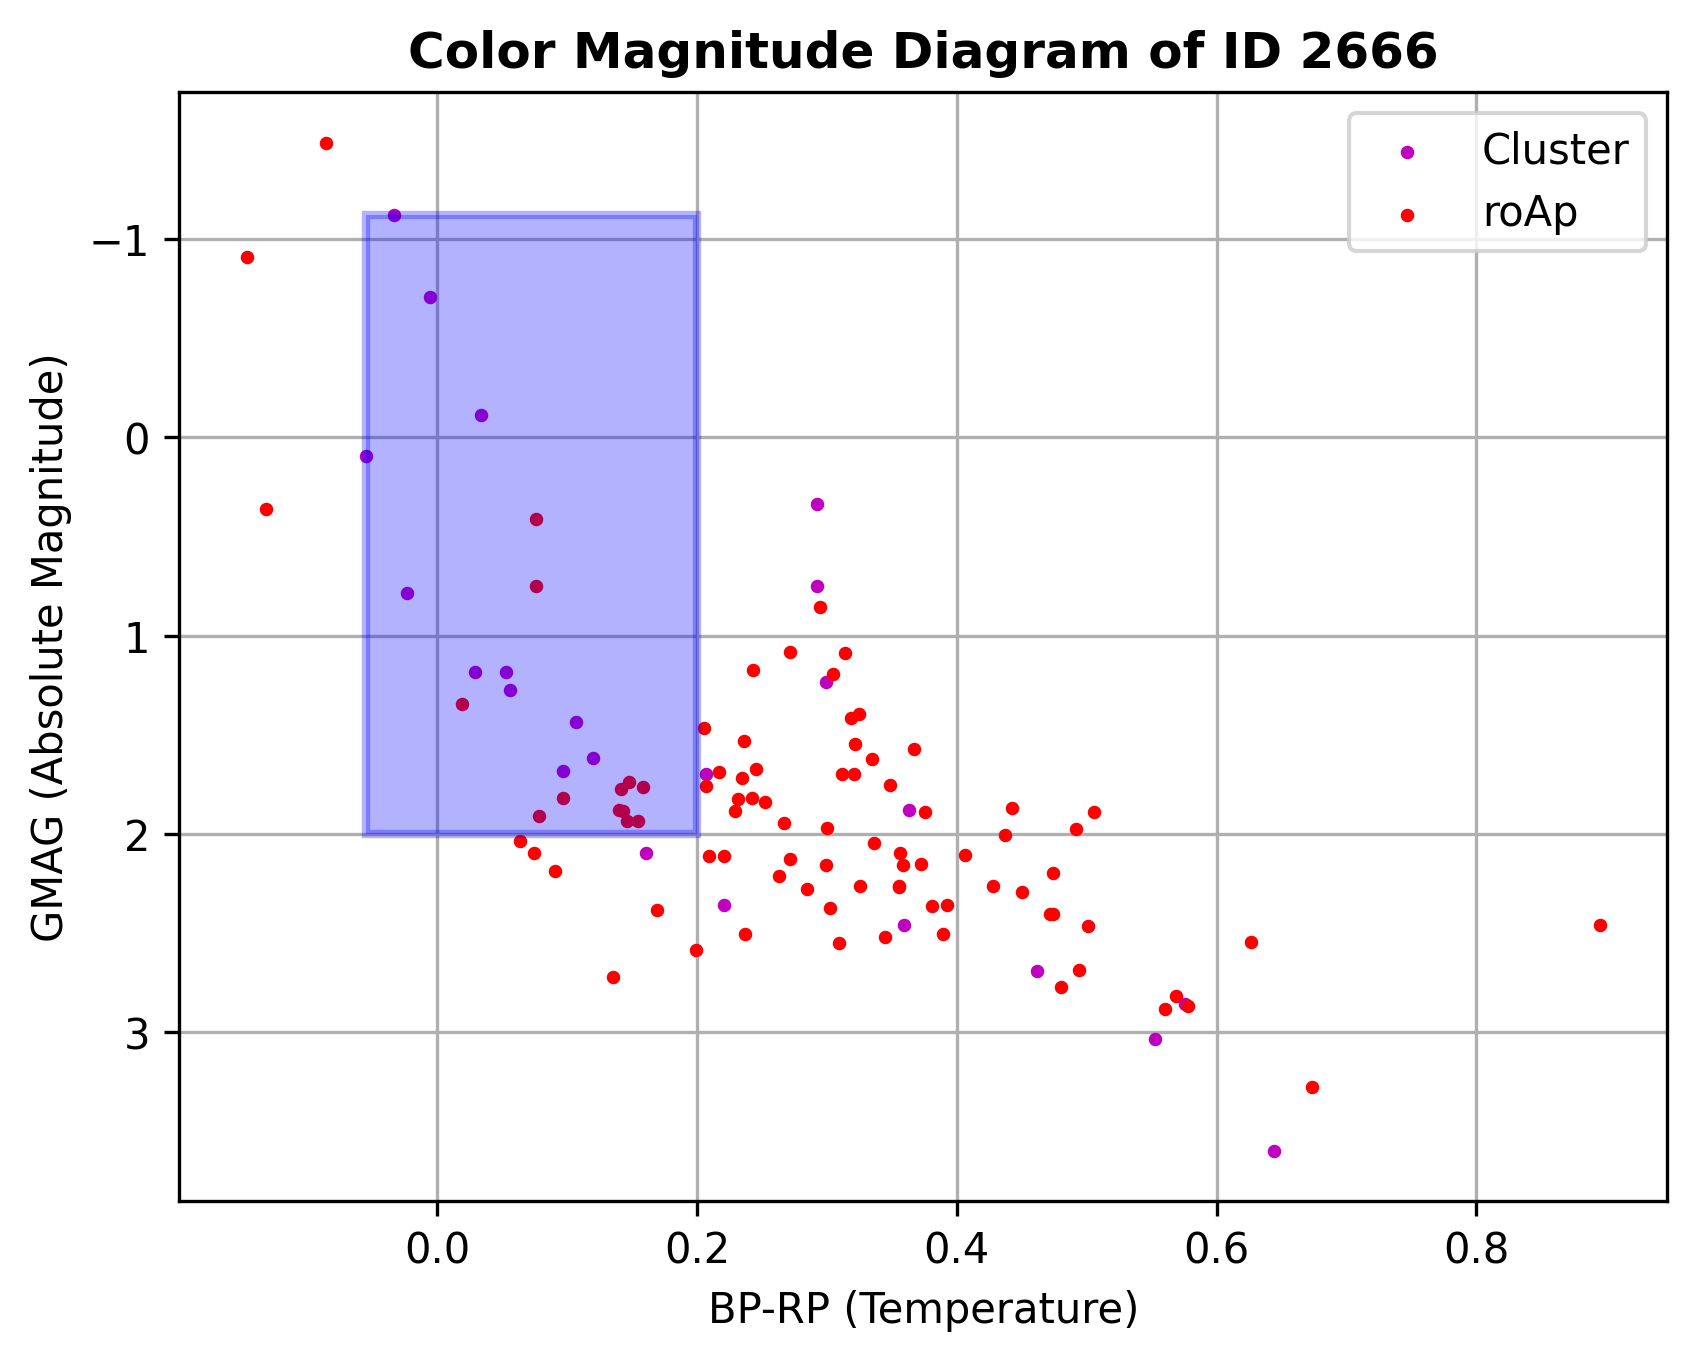 Color Magnitude Diagram of ID 2666
Cluster
roAp
GMAG (Absolute Magnitude)
−1
0
1
2
3
0.0 0.2 0.4 0.6 0.8
BP-RP (Temperature)